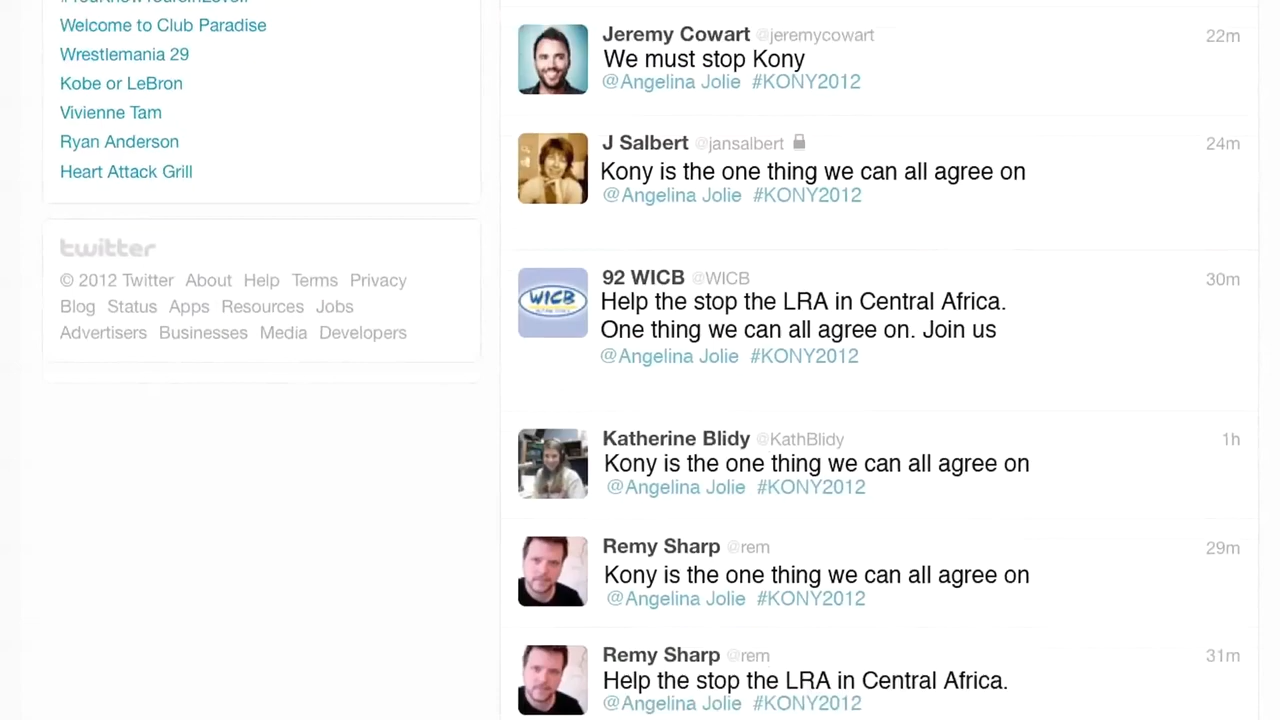 Welcome to Club Paradise
Wrestlemania 29
Kobe or LeBron
Vivienne Tam
Ryan Anderson
Heart Attack Grill
twitter
© 2012 Twitter About Help Terms Privacy
Blog Status Apps Resources Jobs
Advertisers Businesses Media Developers
Jeremy Cowart @jeremycowart 22m
We must stop Kony
@Angelina Jolie #KONY2012
J Salbert @jansalbert 24m
Kony is the one thing we can all agree on
@Angelina Jolie #KONY2012
92 WICB @WICB 30m
WICB
Help the stop the LRA in Central Africa.
One thing we can all agree on. Join us
@Angelina Jolie #KONY2012
Katherine Blidy @KathBlidy 1h
Kony is the one thing we can all agree on
@Angelina Jolie #KONY2012
Remy Sharp @rem 29m
Kony is the one thing we can all agree on
@Angelina Jolie #KONY2012
Remy Sharp @rem 31m
Help the stop the LRA in Central Africa.
@Angelina Jolie #KONY2012